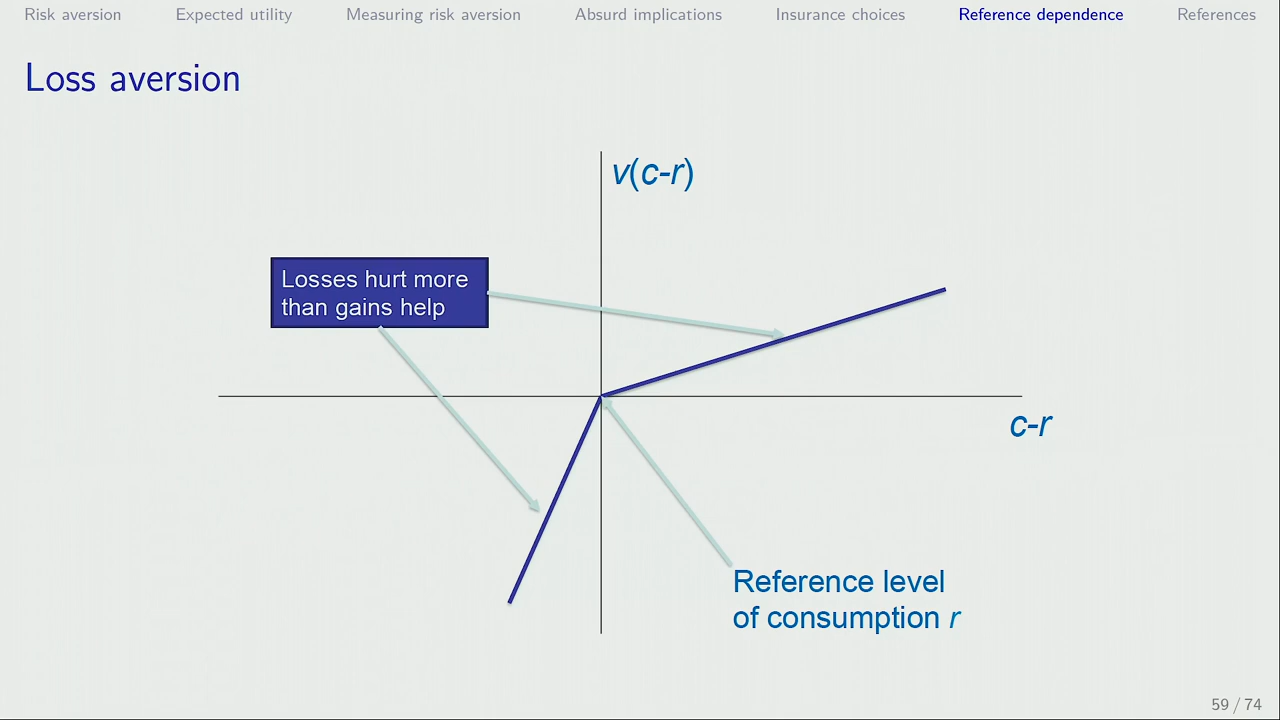 Risk aversion Expected utility Measuring risk aversion Absurd implications Insurance choices Reference dependence References
Loss aversion
v(c-r)
Losses hurt more
than gains help
c-r
Reference level
of consumption r
59 / 74